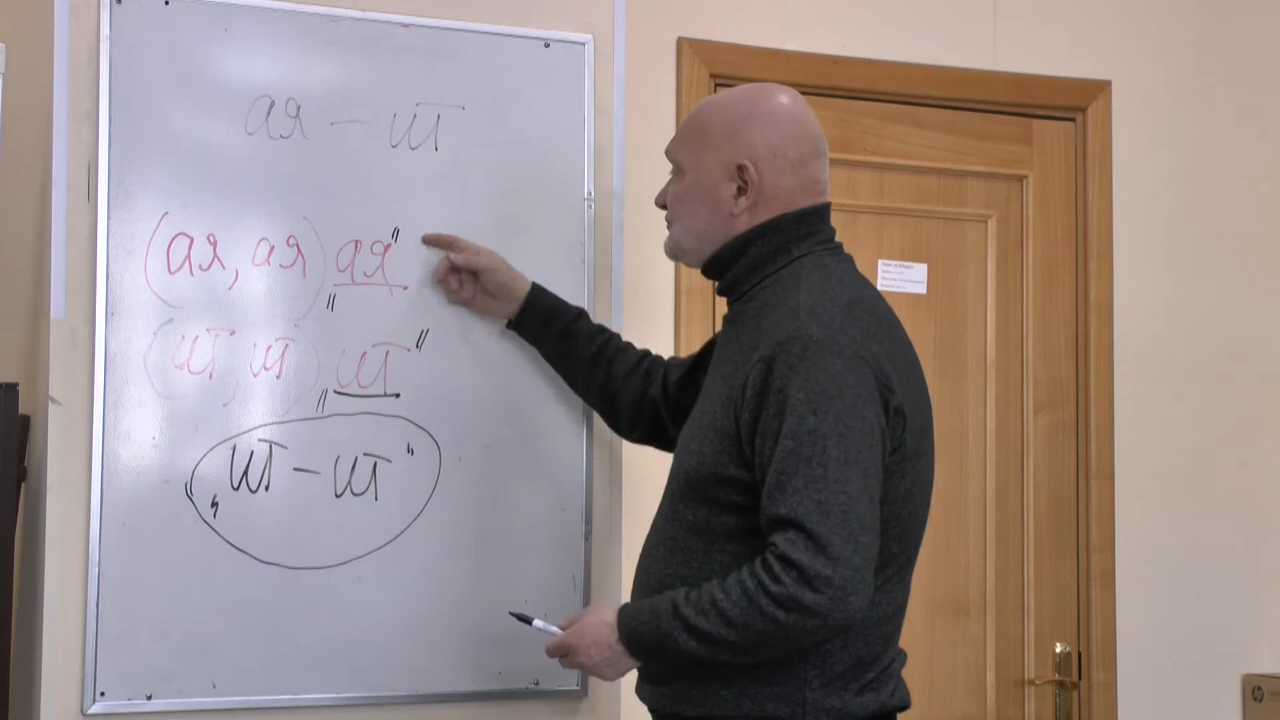 ая – ит
(ая, ая) "ая"
(ит, ит) "ит"
„ит – ит"